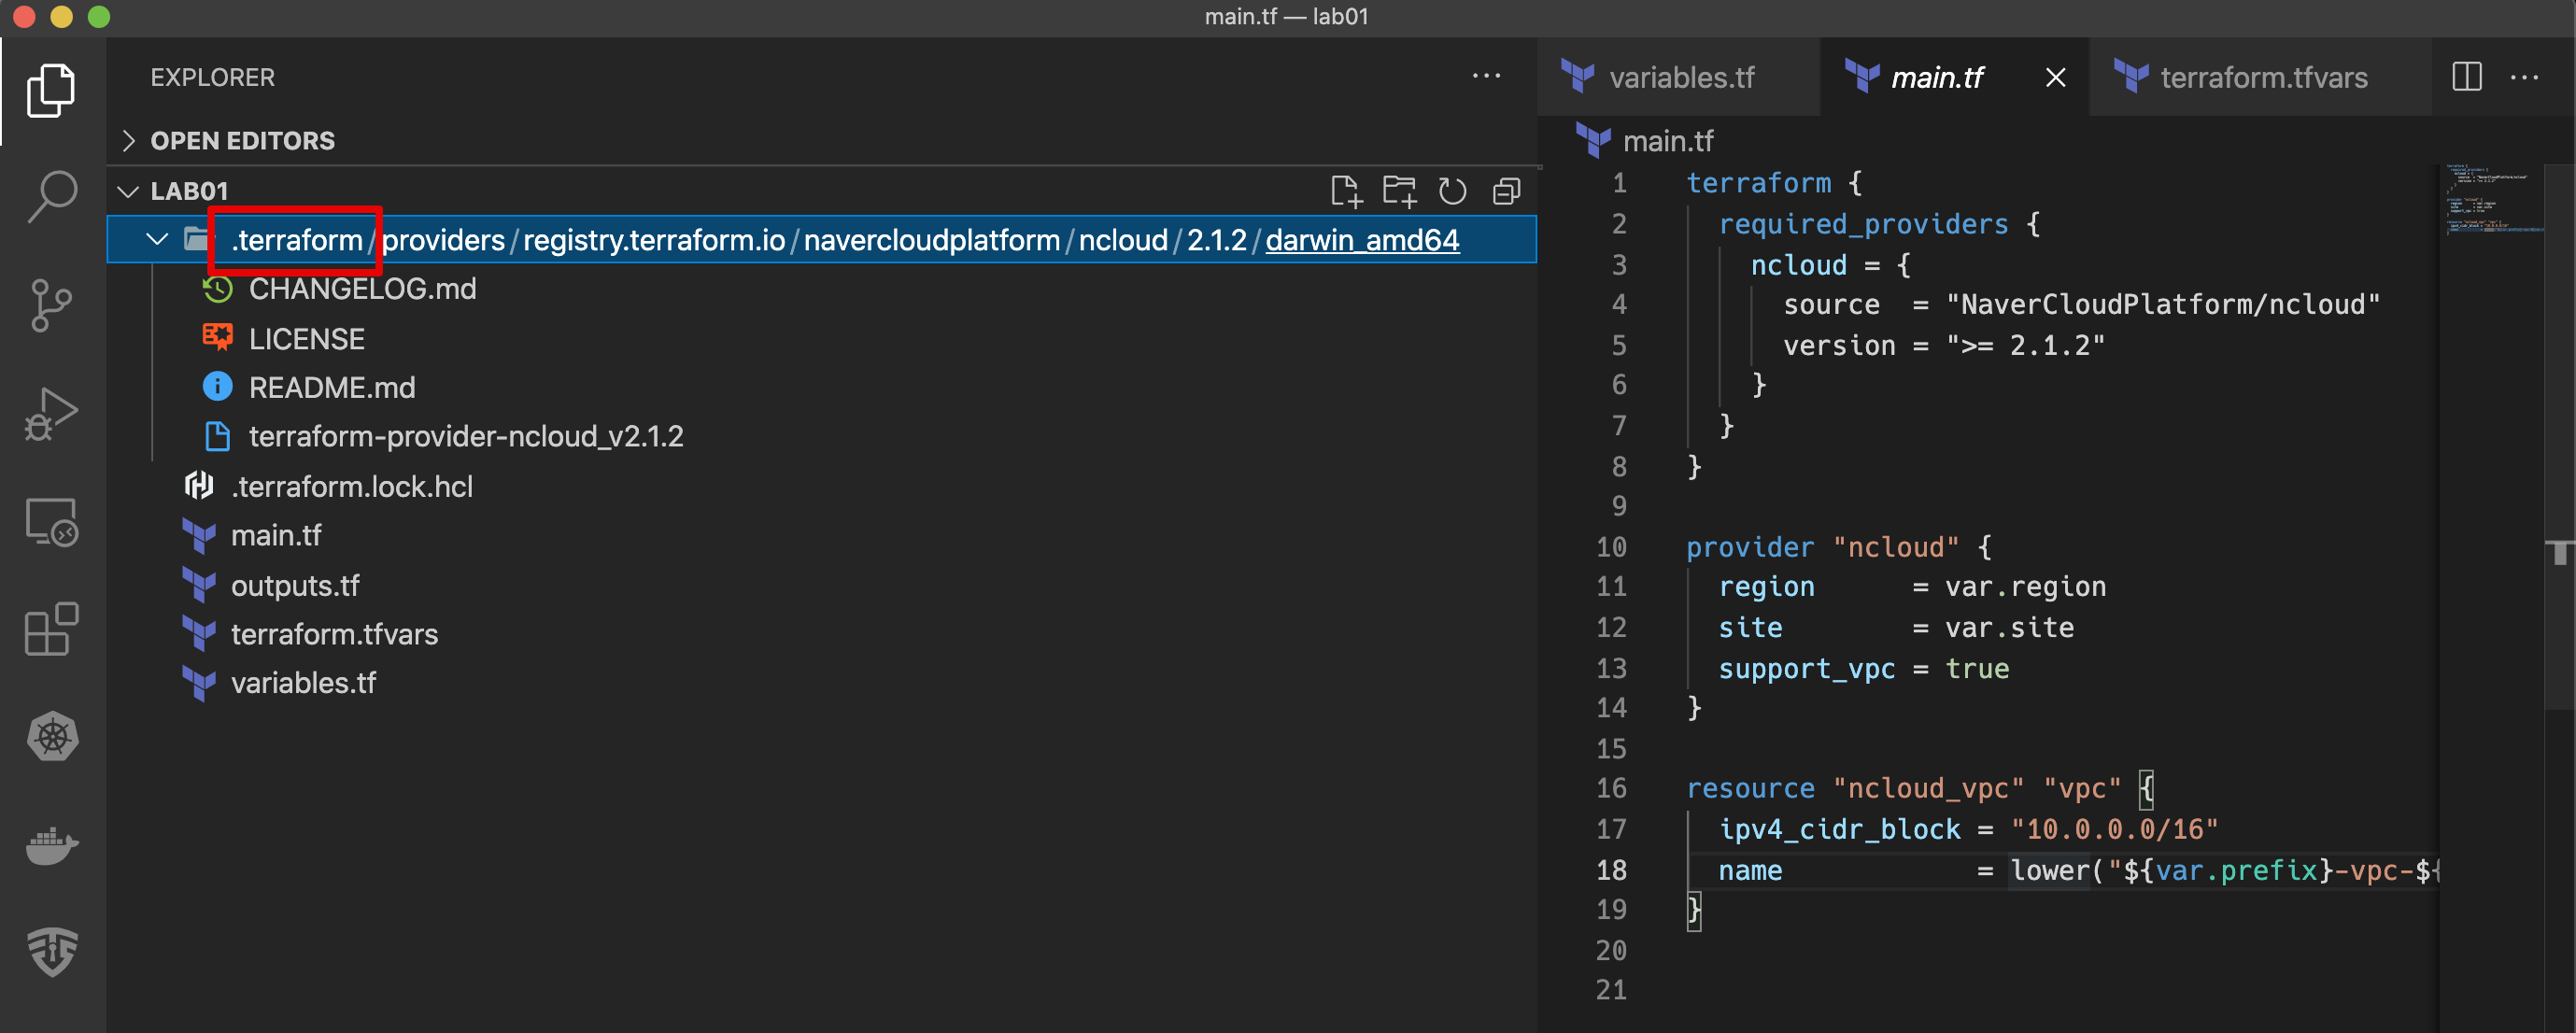 main.tf — lab01
EXPLORER
OPEN EDITORS
LAB01
.terraform/providers/registry.terraform.io/navercloudplatform/ncloud/2.1.2/darwin_amd64
CHANGELOG.md
LICENSE
README.md
terraform-provider-ncloud_v2.1.2
.terraform.lock.hcl
main.tf
outputs.tf
terraform.tfvars
variables.tf
variables.tf
main.tf
terraform.tfvars
main.tf
1 terraform {
2 required_providers {
3 ncloud = {
4 source = "NaverCloudPlatform/ncloud"
5 version = ">= 2.1.2"
6 }
7 }
8 }
9
10 provider "ncloud" {
11 region = var.region
12 site = var.site
13 support_vpc = true
14 }
15
16 resource "ncloud_vpc" "vpc" {
17 ipv4_cidr_block = "10.0.0.0/16"
18 name = lower("${var.prefix}-vpc-${
19 }
20
21